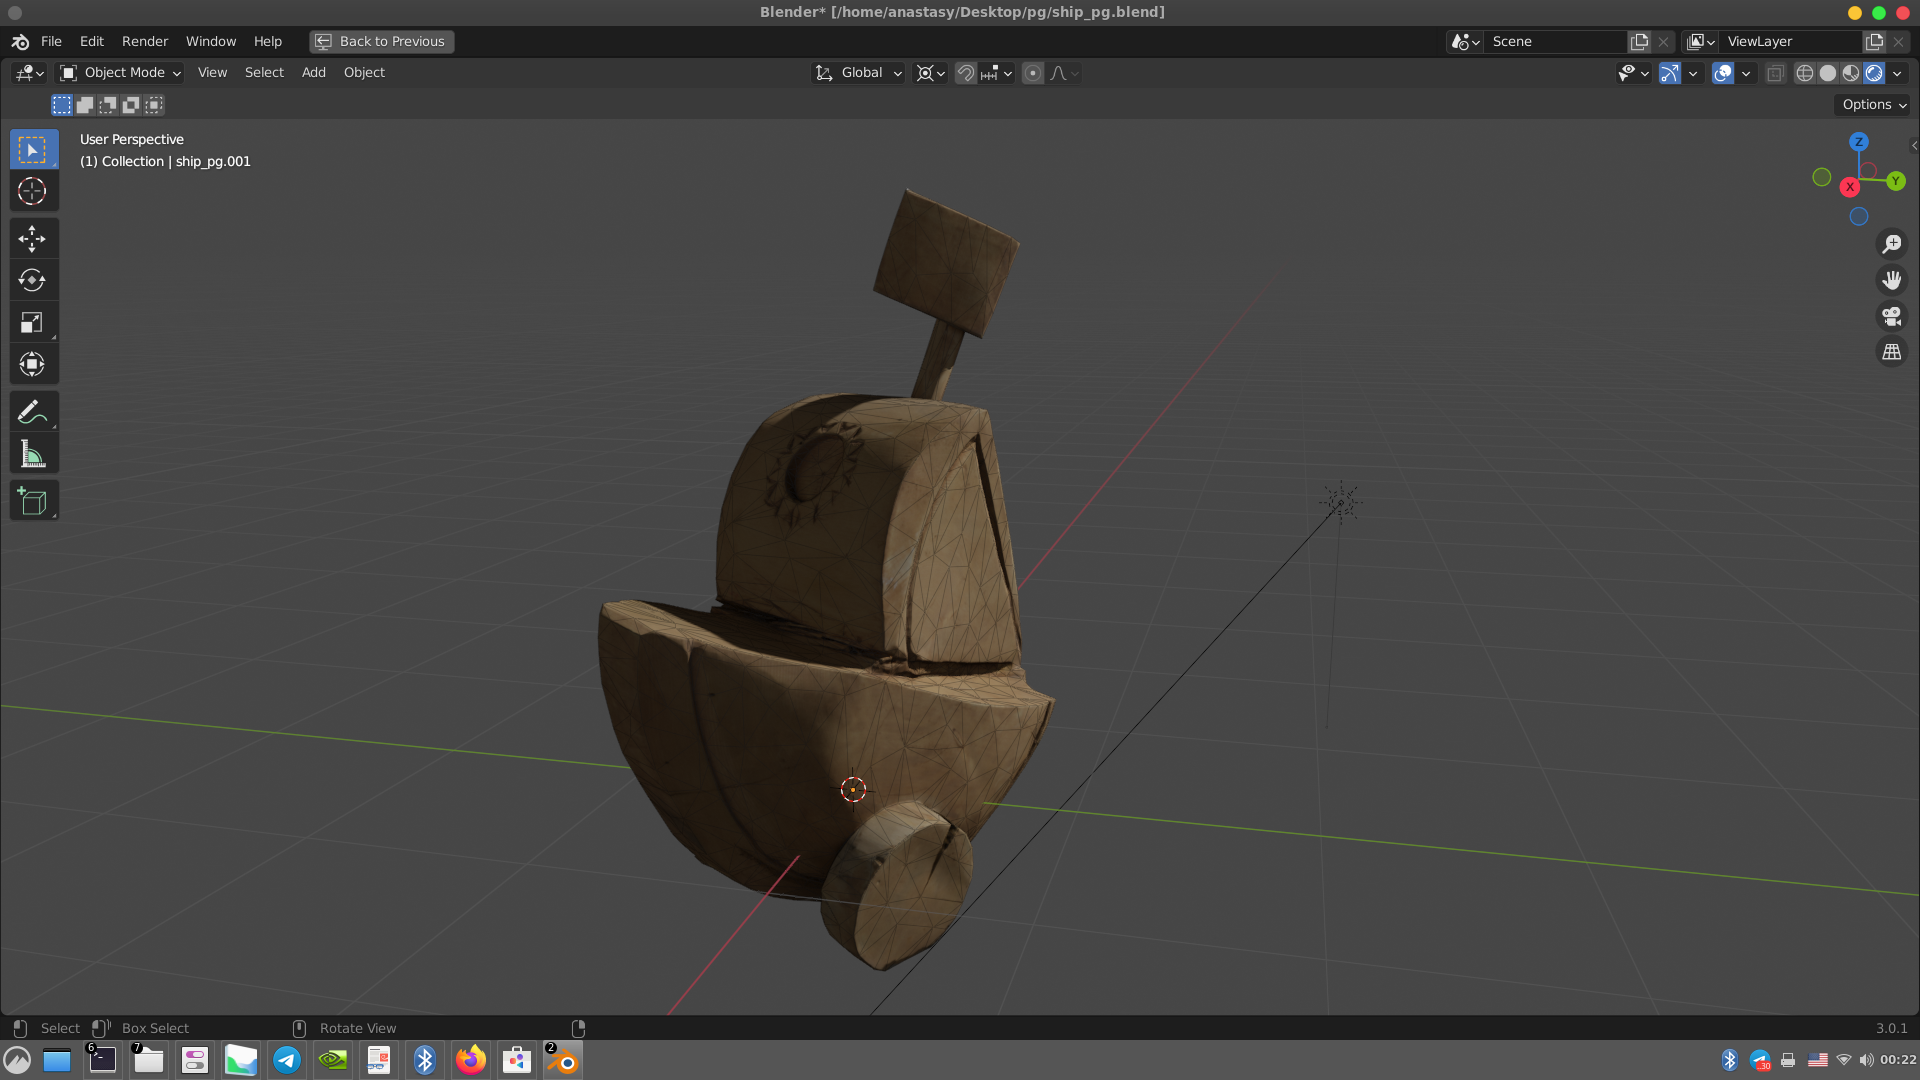 Blender* [/home/anastasy/Desktop/pg/ship_pg.blend]
File Edit Render Window Help Back to Previous Scene ViewLayer
Object Mode View Select Add Object Global
Options
User Perspective
(1) Collection | ship_pg.001
Z
Y
X
Select Box Select Rotate View 3.0.1
6 7 2 30 00:22